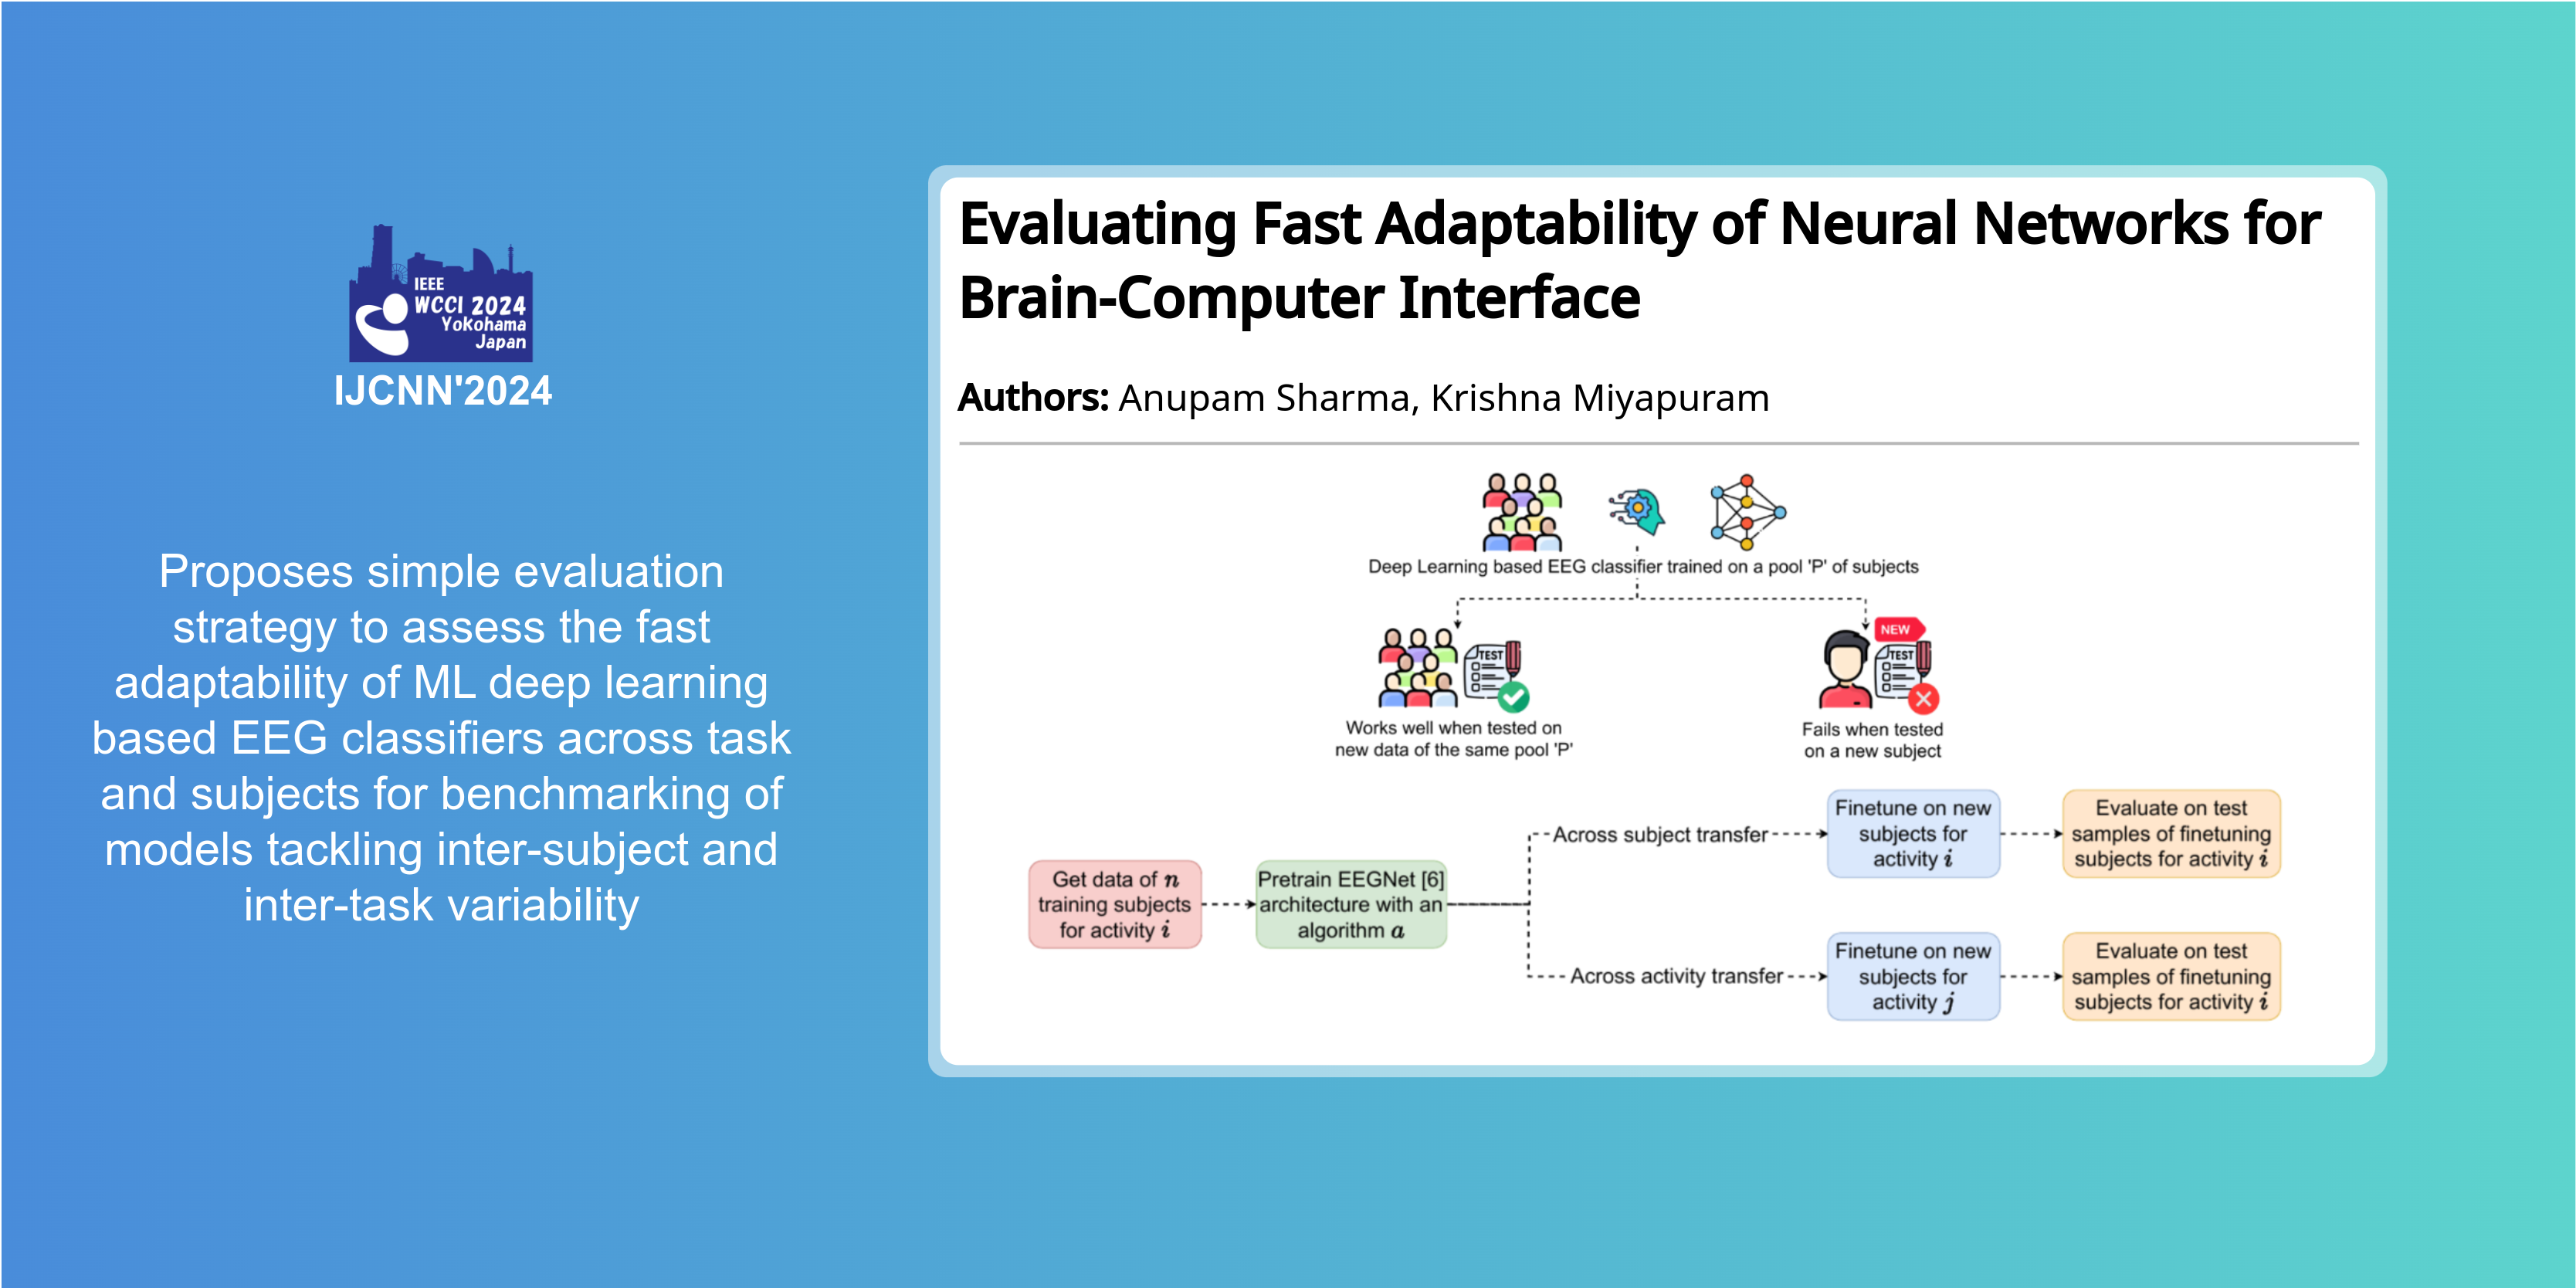 IEEE
WCCI 2024
Yokohama
Japan
IJCNN'2024
Proposes simple evaluation
strategy to assess the fast
adaptability of ML deep learning
based EEG classifiers across task
and subjects for benchmarking of
models tackling inter-subject and
inter-task variability
Evaluating Fast Adaptability of Neural Networks for
Brain-Computer Interface
Authors: Anupam Sharma, Krishna Miyapuram
Deep Learning based EEG classifier trained on a pool 'P' of subjects
TEST
Works well when tested on
new data of the same pool 'P'
NEW
TEST
Fails when tested
on a new subject
Get data of n
training subjects
for activity i
Pretrain EEGNet [6]
architecture with an
algorithm a
Across subject transfer
Finetune on new
subjects for
activity i
Evaluate on test
samples of finetuning
subjects for activity i
Across activity transfer
Finetune on new
subjects for
activity j
Evaluate on test
samples of finetuning
subjects for activity i